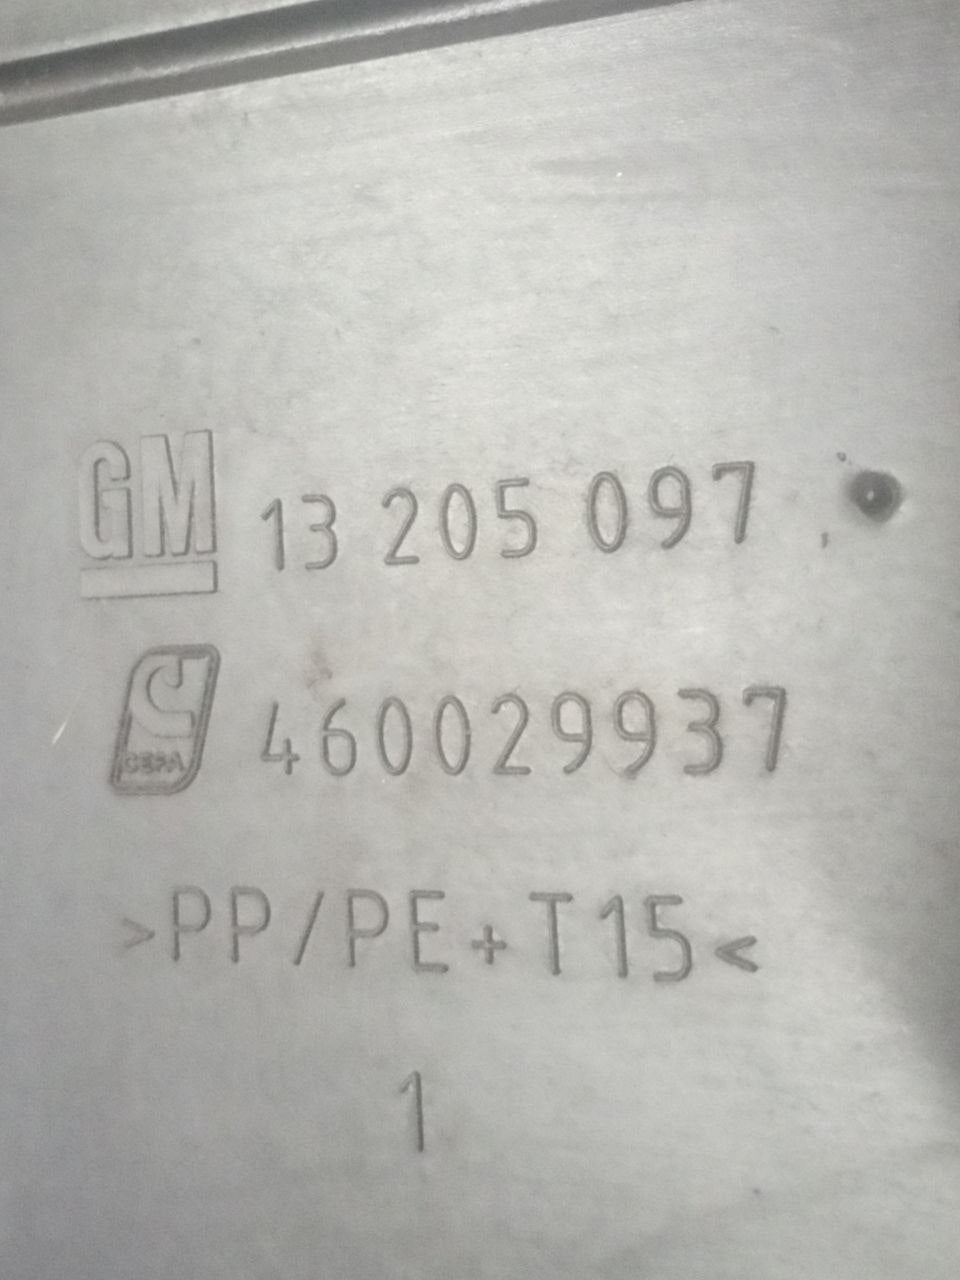 GM 13 205 097
CEPA 460029937
>PP/PE+T15<
1